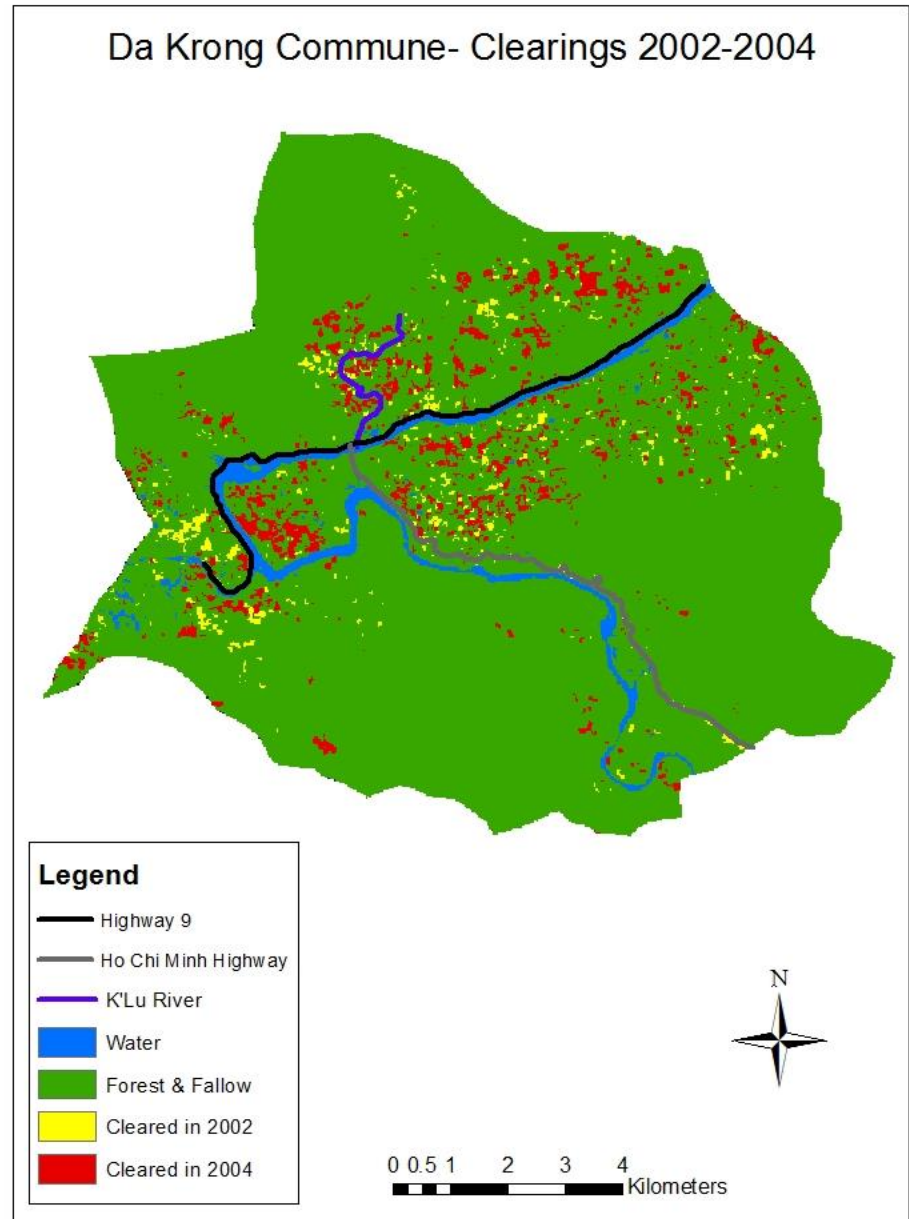 Da Krong Commune- Clearings 2002-2004
Legend
Highway 9
Ho Chi Minh Highway
K'Lu River
Water
Forest & Fallow
Cleared in 2002
Cleared in 2004
N
0 0.5 1 2 3 4
Kilometers